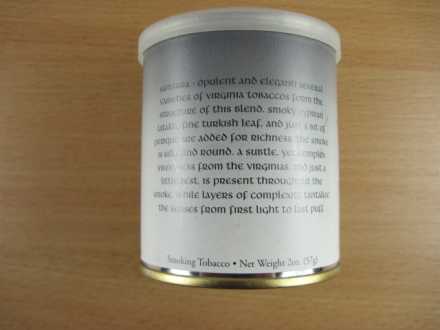 Samarra - Opulent and elegant! Several
varieties of Virginia tobaccos form the
structure of this blend. Smoky Cyprian
Latakia, fine Turkish leaf, and just a bit of
perique are added for richness. The smoke
is and round. A subtle, yet complex
sweetness from the Virginias, and just a
little zest, is present throughout the
smoke, while layers of complexity tantalize
the senses from first light to last puff.
Smoking Tobacco • Net Weight 2oz. (57g)